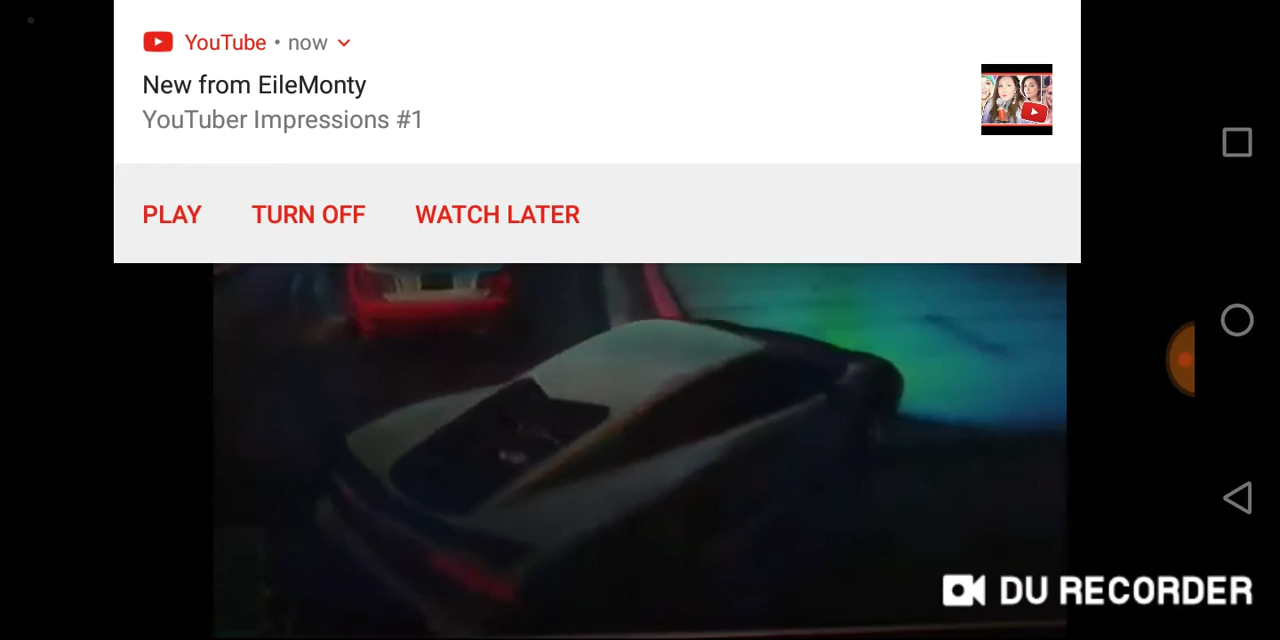 YouTube • now
New from EileMonty
YouTuber Impressions #1
PLAY TURN OFF WATCH LATER
DU RECORDER